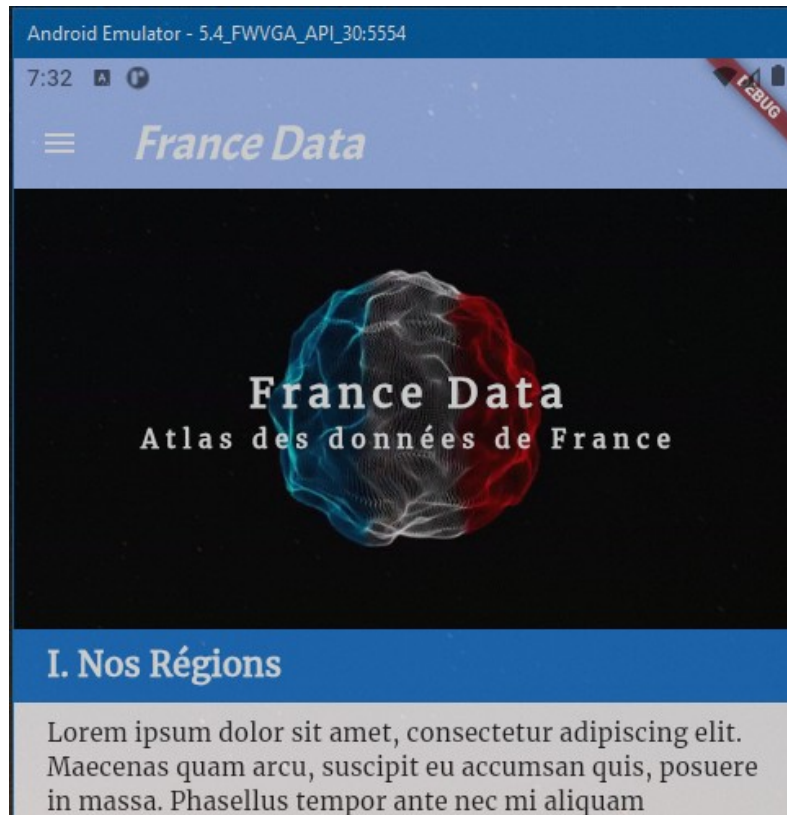 Android Emulator - 5.4_FWVGA_API_30:5554
7:32 A
DEBUG
France Data
France Data
Atlas des données de France
I. Nos Régions
Lorem ipsum dolor sit amet, consectetur adipiscing elit.
Maecenas quam arcu, suscipit eu accumsan quis, posuere
in massa. Phasellus tempor ante nec mi aliquam